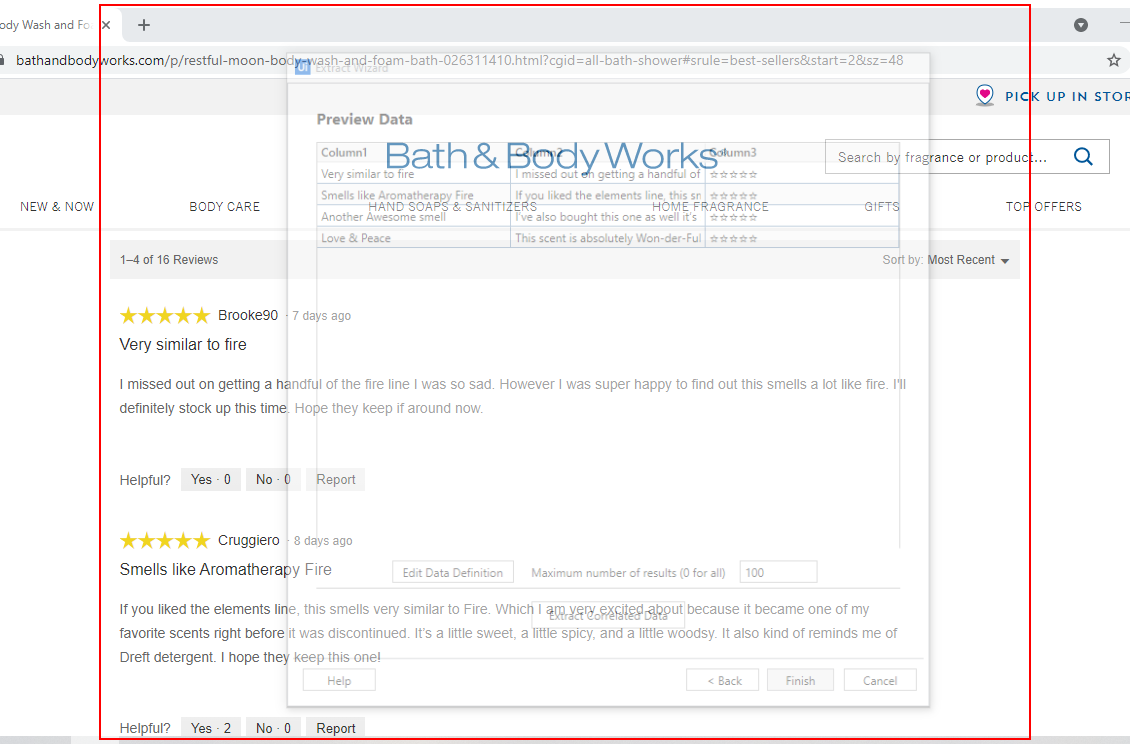 ody Wash and Fo
bathandbodyworks.com/p/restful-moon-body-wash-and-foam-bath-026311410.html?cgid=all-bath-shower#srule=best-sellers&start=2&sz=48
Ui Extract Wizard
PICK UP IN STOR
Preview Data
Bath & Body Works®
Search by fragrance or product...
Column1 Column2 Column3
Very similar to fire I missed out on getting a handful of ☆☆☆☆☆
Smells like Aromatherapy Fire If you liked the elements line, this sn ☆☆☆☆☆
NEW & NOW BODY CARE HAND SOAPS & SANITIZERS HOME FRAGRANCE GIFTS TOP OFFERS
Another Awesome smell I've also bought this one as well it's ☆☆☆☆☆
Love & Peace This scent is absolutely Won-der-Ful ☆☆☆☆☆
1–4 of 16 Reviews Sort by: Most Recent
★★★★★ Brooke90 · 7 days ago
Very similar to fire
I missed out on getting a handful of the fire line I was so sad. However I was super happy to find out this smells a lot like fire. I'll
definitely stock up this time. Hope they keep if around now.
Helpful? Yes · 0 No · 0 Report
★★★★★ Cruggiero · 8 days ago
Smells like Aromatherapy Fire
Edit Data Definition Maximum number of results (0 for all) 100
If you liked the elements line, this smells very similar to Fire. Which I am very excited about because it became one of my
Extract Correlated Data
favorite scents right before it was discontinued. It's a little sweet, a little spicy, and a little woodsy. It also kind of reminds me of
Dreft detergent. I hope they keep this one!
Help < Back Finish Cancel
Helpful? Yes · 2 No · 0 Report